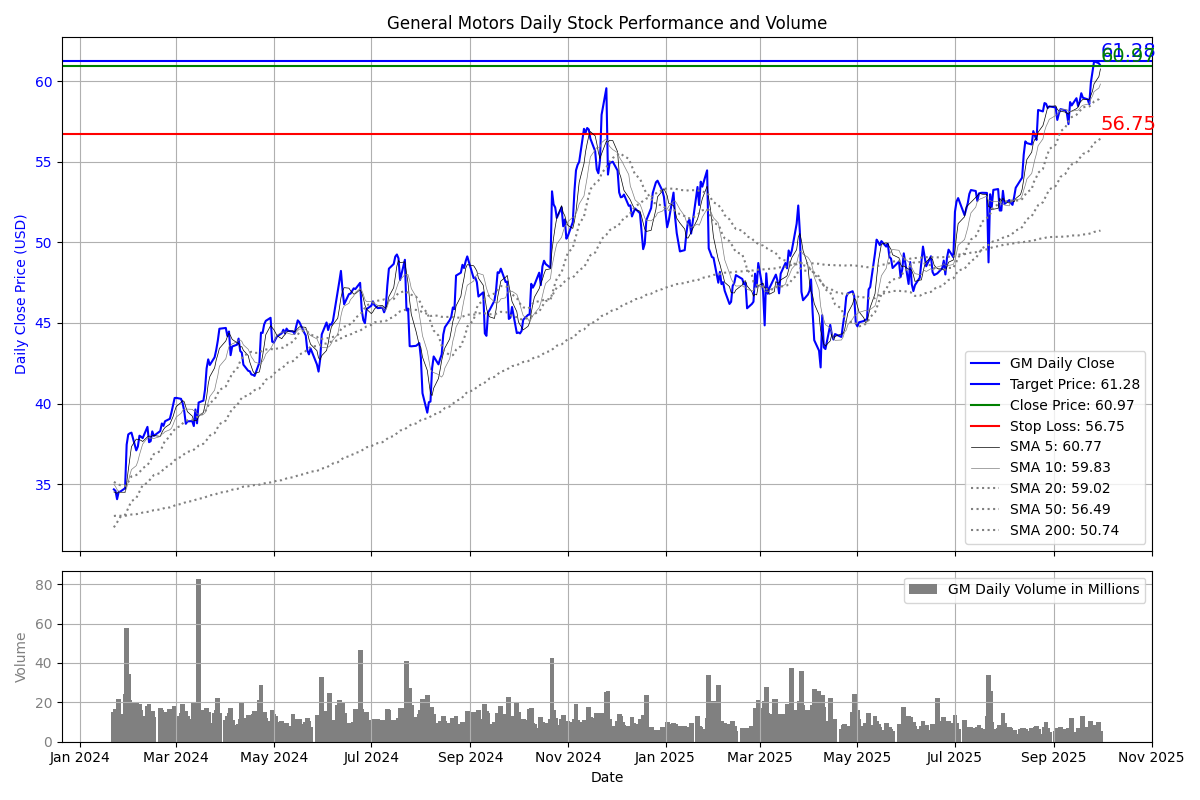 General Motors Daily Stock Performance and Volume
61.28
60.97
60
56.75
55
50
45
40
35
Daily Close Price (USD)
GM Daily Close
Target Price: 61.28
Close Price: 60.97
Stop Loss: 56.75
SMA 5: 60.77
SMA 10: 59.83
SMA 20: 59.02
SMA 50: 56.49
SMA 200: 50.74
80
60
40
20
0
Volume
GM Daily Volume in Millions
Jan 2024 Mar 2024 May 2024 Jul 2024 Sep 2024 Nov 2024 Jan 2025 Mar 2025 May 2025 Jul 2025 Sep 2025 Nov 2025
Date